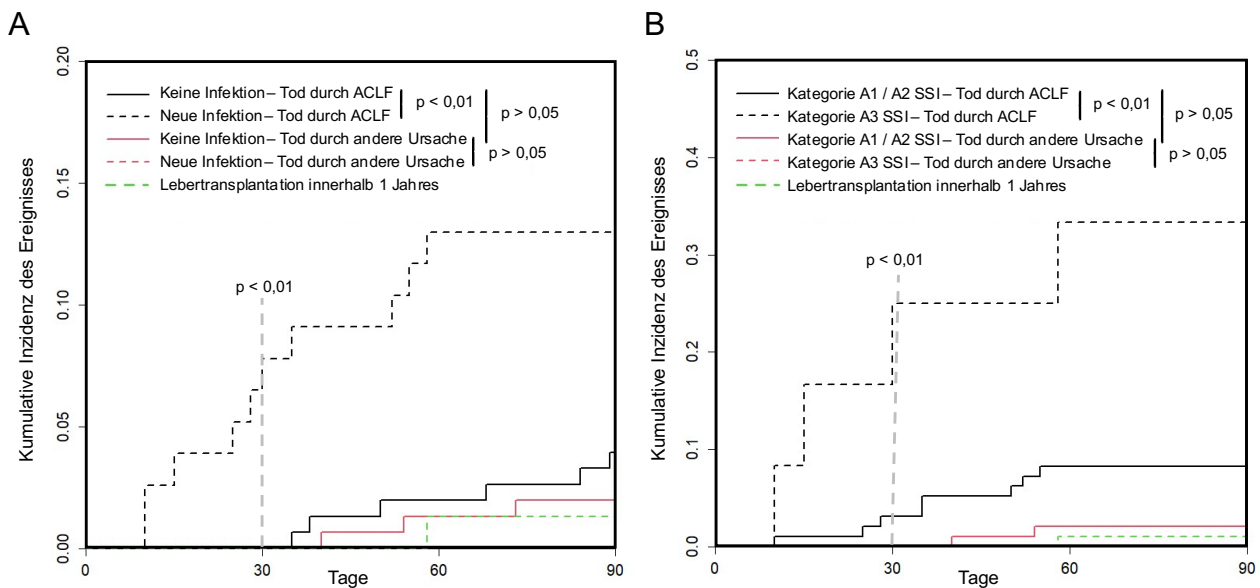 A
Kumulative Inzidenz des Ereignisses
0.20
0.15
0.10
0.05
0.00
Keine Infektion – Tod durch ACLF
Neue Infektion – Tod durch ACLF
Keine Infektion – Tod durch andere Ursache
Neue Infektion – Tod durch andere Ursache
Lebertransplantation innerhalb 1 Jahres
p < 0,01
p > 0,05
p > 0,05
p < 0,01
0
30
60
90
Tage
B
Kumulative Inzidenz des Ereignisses
0.5
0.4
0.3
0.2
0.1
0.0
Kategorie A1 / A2 SSI – Tod durch ACLF
Kategorie A3 SSI – Tod durch ACLF
Kategorie A1 / A2 SSI – Tod durch andere Ursache
Kategorie A3 SSI – Tod durch andere Ursache
Lebertransplantation innerhalb 1 Jahres
p < 0,01
p > 0,05
p > 0,05
p < 0,01
0
30
60
90
Tage